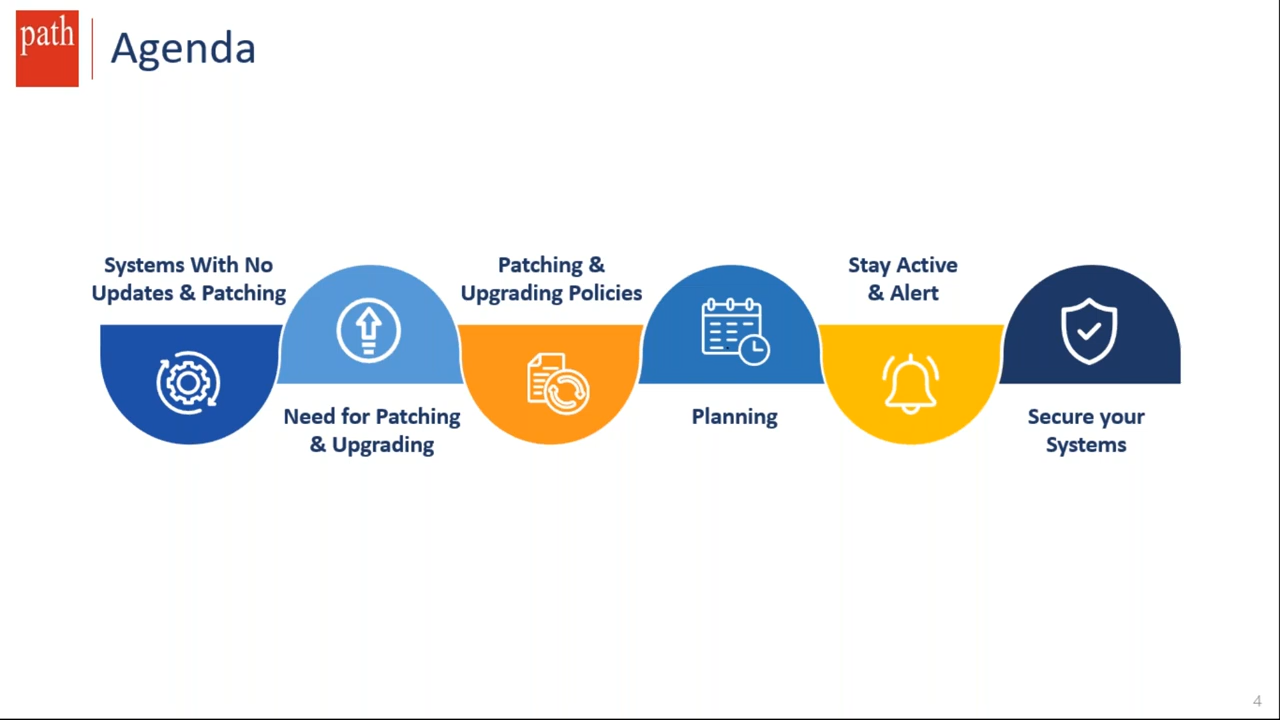 path
Agenda
Systems With No
Updates & Patching
Need for Patching
& Upgrading
Patching &
Upgrading Policies
Planning
Stay Active
& Alert
Secure your
Systems
4